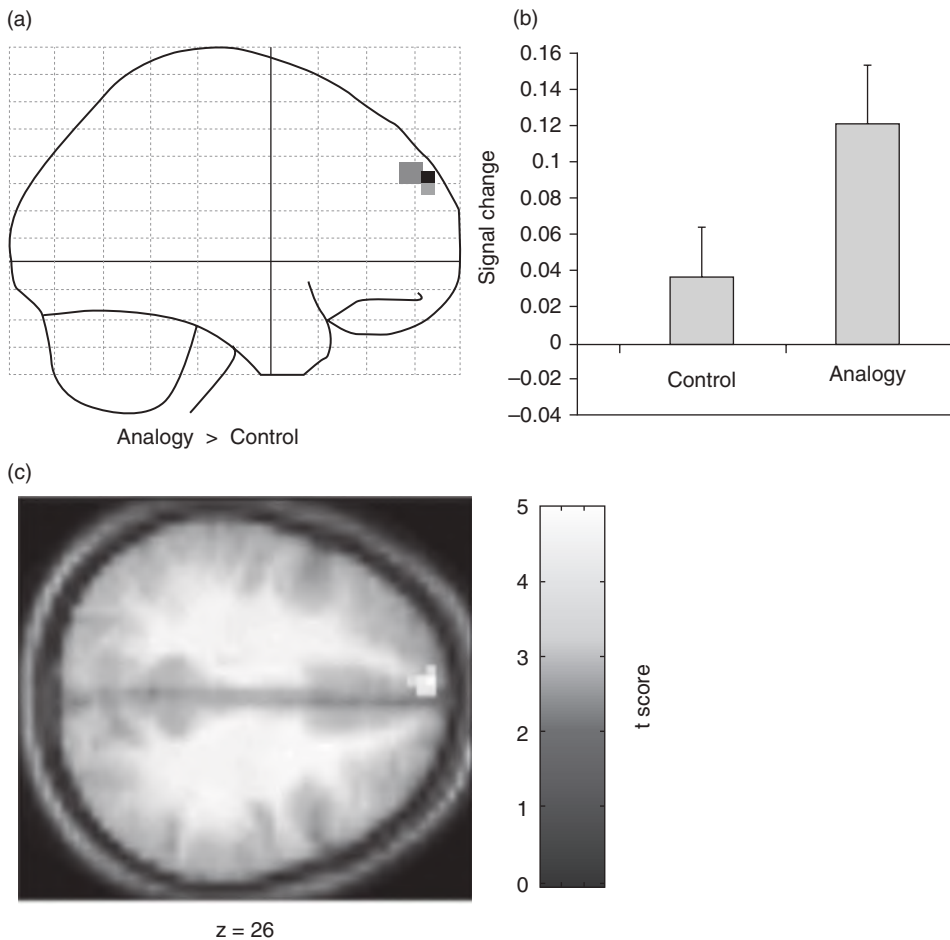 (a)
Analogy > Control
(b)
Signal change
0.16
0.14
0.12
0.1
0.08
0.06
0.04
0.02
0
–0.02
–0.04
Control
Analogy
(c)
z = 26
5
4
3
2
1
0
t score